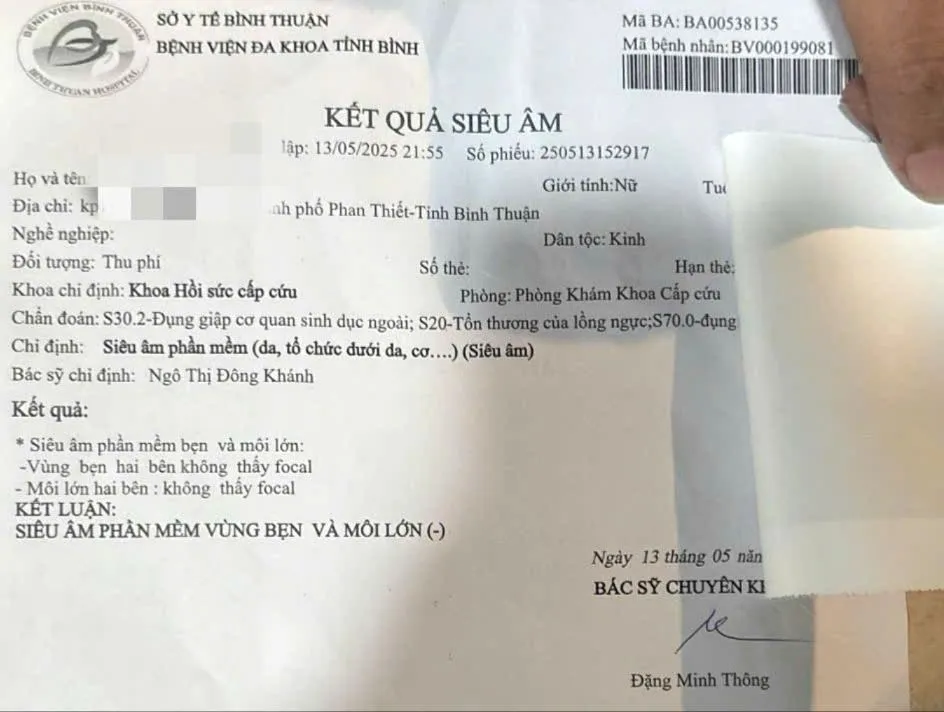 BỆNH VIỆN BÌNH THUẬN
BINH THUAN HOSPITAL
SỞ Y TẾ BÌNH THUẬN
BỆNH VIỆN ĐA KHOA TỈNH BÌNH
Mã BA: BA00538135
Mã bệnh nhân:BV000199081
KẾT QUẢ SIÊU ÂM
lập: 13/05/2025 21:55 Số phiếu: 250513152917
Họ và tên
Giới tính:Nữ
Địa chỉ: kp phố Phan Thiết-Tỉnh Bình Thuận
Nghề nghiệp:
Dân tộc: Kinh
Đối tượng: Thu phí
Số thẻ:
Hạn thẻ:
Khoa chỉ định: Khoa Hồi sức cấp cứu
Phòng: Phòng Khám Khoa Cấp cứu
Chẩn đoán: S30.2-Đụng giập cơ quan sinh dục ngoài; S20-Tổn thương của lồng ngực;S70.0-đụng
Chỉ định: Siêu âm phần mềm (da, tổ chức dưới da, cơ….) (Siêu âm)
Bác sỹ chỉ định: Ngô Thị Đông Khánh
Kết quả:
* Siêu âm phần mềm bẹn và môi lớn:
-Vùng bẹn hai bên không thấy focal
- Môi lớn hai bên : không thấy focal
KẾT LUẬN:
SIÊU ÂM PHẦN MỀM VÙNG BẸN VÀ MÔI LỚN (-)
Ngày 13 tháng 05 năm
BÁC SỸ CHUYÊN
Đặng Minh Thông